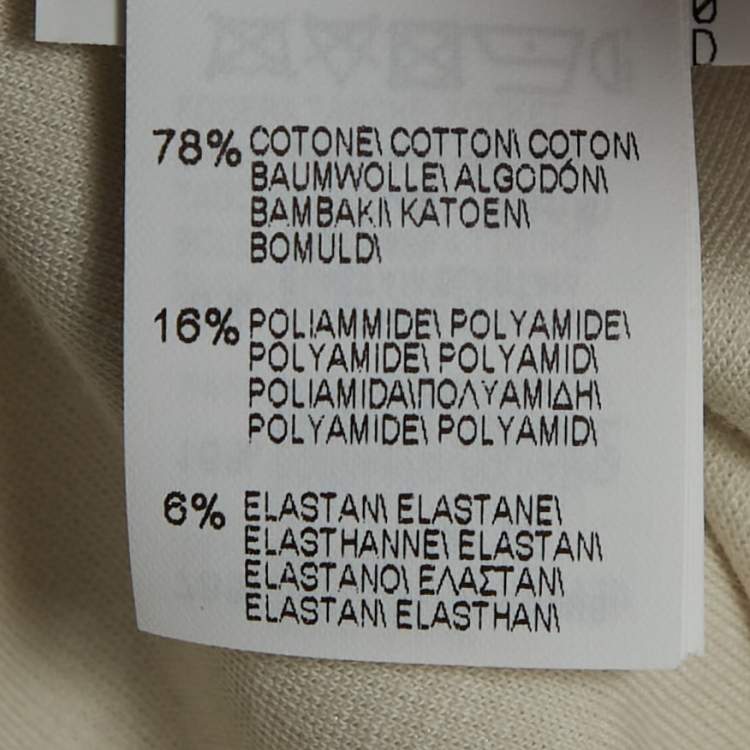 78% COTONE\ COTTON\ COTON\
BAUMWOLLE\ ALGODÓN\
BAMBAKI\ KATOEN\
BOMULD\
16% POLIAMMIDE\ POLYAMIDE\
POLYAMIDE\ POLYAMID\
POLIAMIDA\ΠΟΛΥΑΜΙΔΗ\
POLYAMIDE\ POLYAMID\
6% ELASTAN\ ELASTANE\
ELASTHANNE\ ELASTAN\
ELASTANO\ ΕΛΑΣΤΑΝ\
ELASTAN\ ELASTHAN\